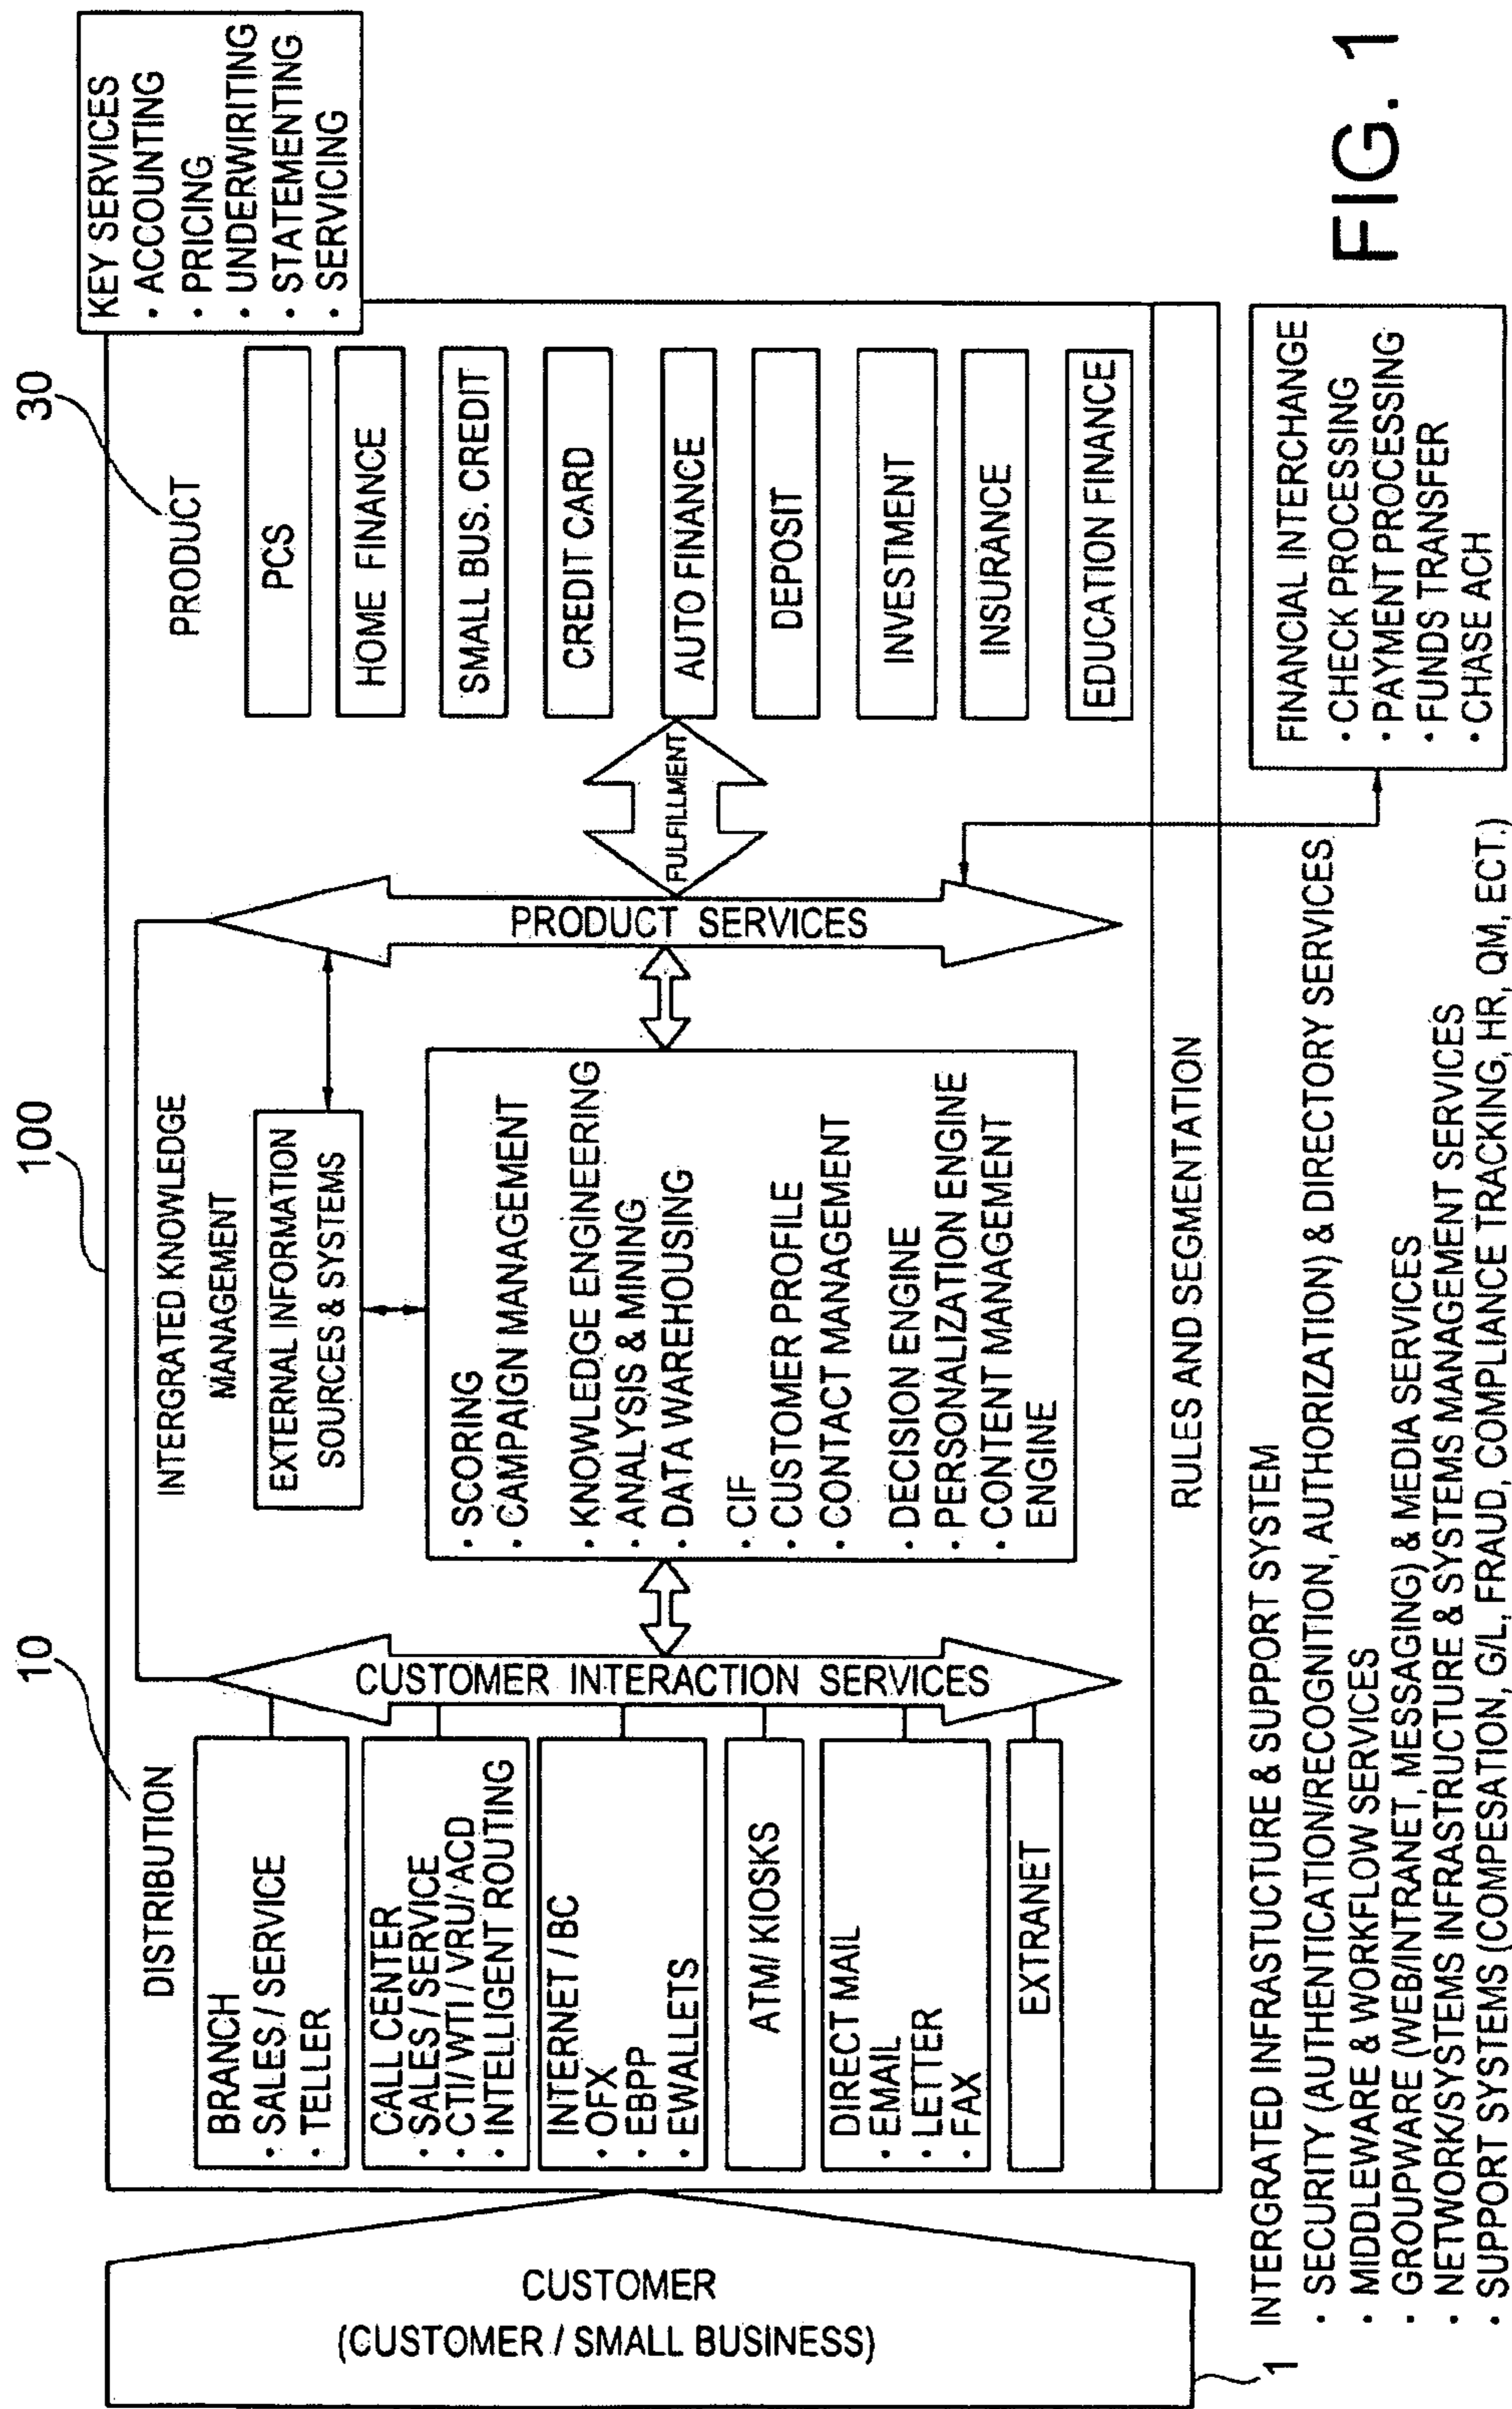 10
100
30
DISTRIBUTION
BRANCH
• SALES / SERVICE
• TELLER
CALL CENTER
• SALES / SERVICE
• CTI/ WTI / VRU/ ACD
• INTELLIGENT ROUTING
INTERNET / BC
• OFX
• EBPP
• EWALLETS
ATM/ KIOSKS
DIRECT MAIL
• EMAIL
• LETTER
• FAX
EXTRANET
CUSTOMER
(CUSTOMER / SMALL BUSINESS)
1
CUSTOMER INTERACTION SERVICES
INTERGRATED KNOWLEDGE
MANAGEMENT
EXTERNAL INFORMATION
SOURCES & SYSTEMS
• SCORING
• CAMPAIGN MANAGEMENT
• KNOWLEDGE ENGINEERING
• ANALYSIS & MINING
• DATA WAREHOUSING
• CIF
• CUSTOMER PROFILE
• CONTACT MANAGEMENT
• DECISION ENGINE
• PERSONALIZATION ENGINE
• CONTENT MANAGEMENT
ENGINE
PRODUCT SERVICES
FULFILLMENT
PRODUCT
PCS
HOME FINANCE
SMALL BUS. CREDIT
CREDIT CARD
AUTO FINANCE
DEPOSIT
INVESTMENT
INSURANCE
EDUCATION FINANCE
KEY SERVICES
• ACCOUNTING
• PRICING
• UNDERWIRITING
• STATEMENTING
• SERVICING
RULES AND SEGMENTATION
INTERGRATED INFRASTUCTURE & SUPPORT SYSTEM
• SECURITY (AUTHENTICATION/RECOGNITION, AUTHORIZATION) & DIRECTORY SERVICES
• MIDDLEWARE & WORKFLOW SERVICES
• GROUPWARE (WEB/INTRANET, MESSAGING) & MEDIA SERVICES
• NETWORK/SYSTEMS INFRASTRUCTURE & SYSTEMS MANAGEMENT SERVICES
• SUPPORT SYSTEMS (COMPESATION, G/L, FRAUD, COMPLIANCE TRACKING, HR, QM, ECT.)
FINANCIAL INTERCHANGE
• CHECK PROCESSING
• PAYMENT PROCESSING
• FUNDS TRANSFER
• CHASE ACH
FIG. 1